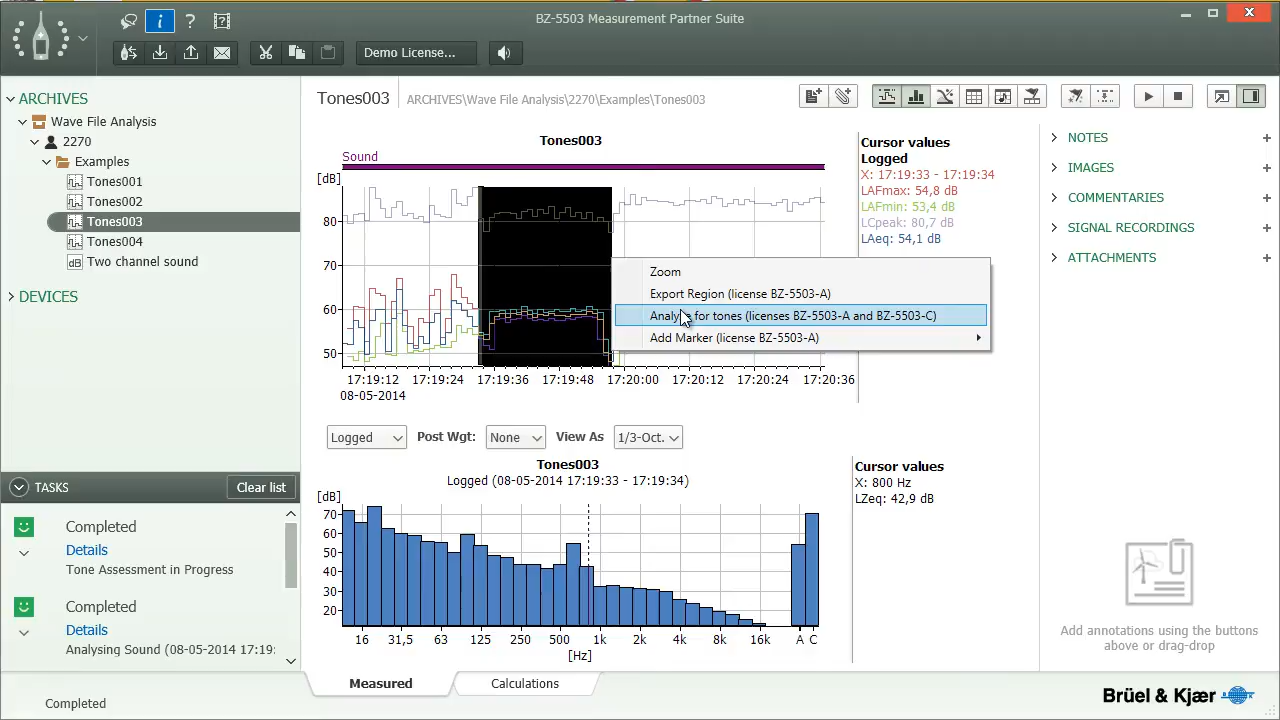 BZ-5503 Measurement Partner Suite
Demo License...
ARCHIVES
Wave File Analysis
2270
Examples
Tones001
Tones002
Tones003
Tones004
Two channel sound
DEVICES
TASKS
Clear list
Completed
Details
Tone Assessment in Progress
Completed
Details
Analysing Sound (08-05-2014 17:19:
Completed
Tones003
ARCHIVES\Wave File Analysis\2270\Examples\Tones003
Tones003
Sound
[dB]
80
70
60
50
17:19:12 17:19:24 17:19:36 17:19:48 17:20:00 17:20:12 17:20:24 17:20:36
08-05-2014
Cursor values
Logged
X: 17:19:33 - 17:19:34
LAFmax: 54,8 dB
LAFmin: 53,4 dB
LCpeak: 80,7 dB
LAeq: 54,1 dB
Zoom
Export Region (license BZ-5503-A)
Analyse for tones (licenses BZ-5503-A and BZ-5503-C)
Add Marker (license BZ-5503-A)
Logged
Post Wgt:
None
View As
1/3-Oct.
Tones003
Logged (08-05-2014 17:19:33 - 17:19:34)
[dB]
70
60
50
40
30
20
16 31,5 63 125 250 500 1k 2k 4k 8k 16k A C
[Hz]
Cursor values
X: 800 Hz
LZeq: 42,9 dB
Measured
Calculations
NOTES
IMAGES
COMMENTARIES
SIGNAL RECORDINGS
ATTACHMENTS
Add annotations using the buttons
above or drag-drop
Brüel & Kjær